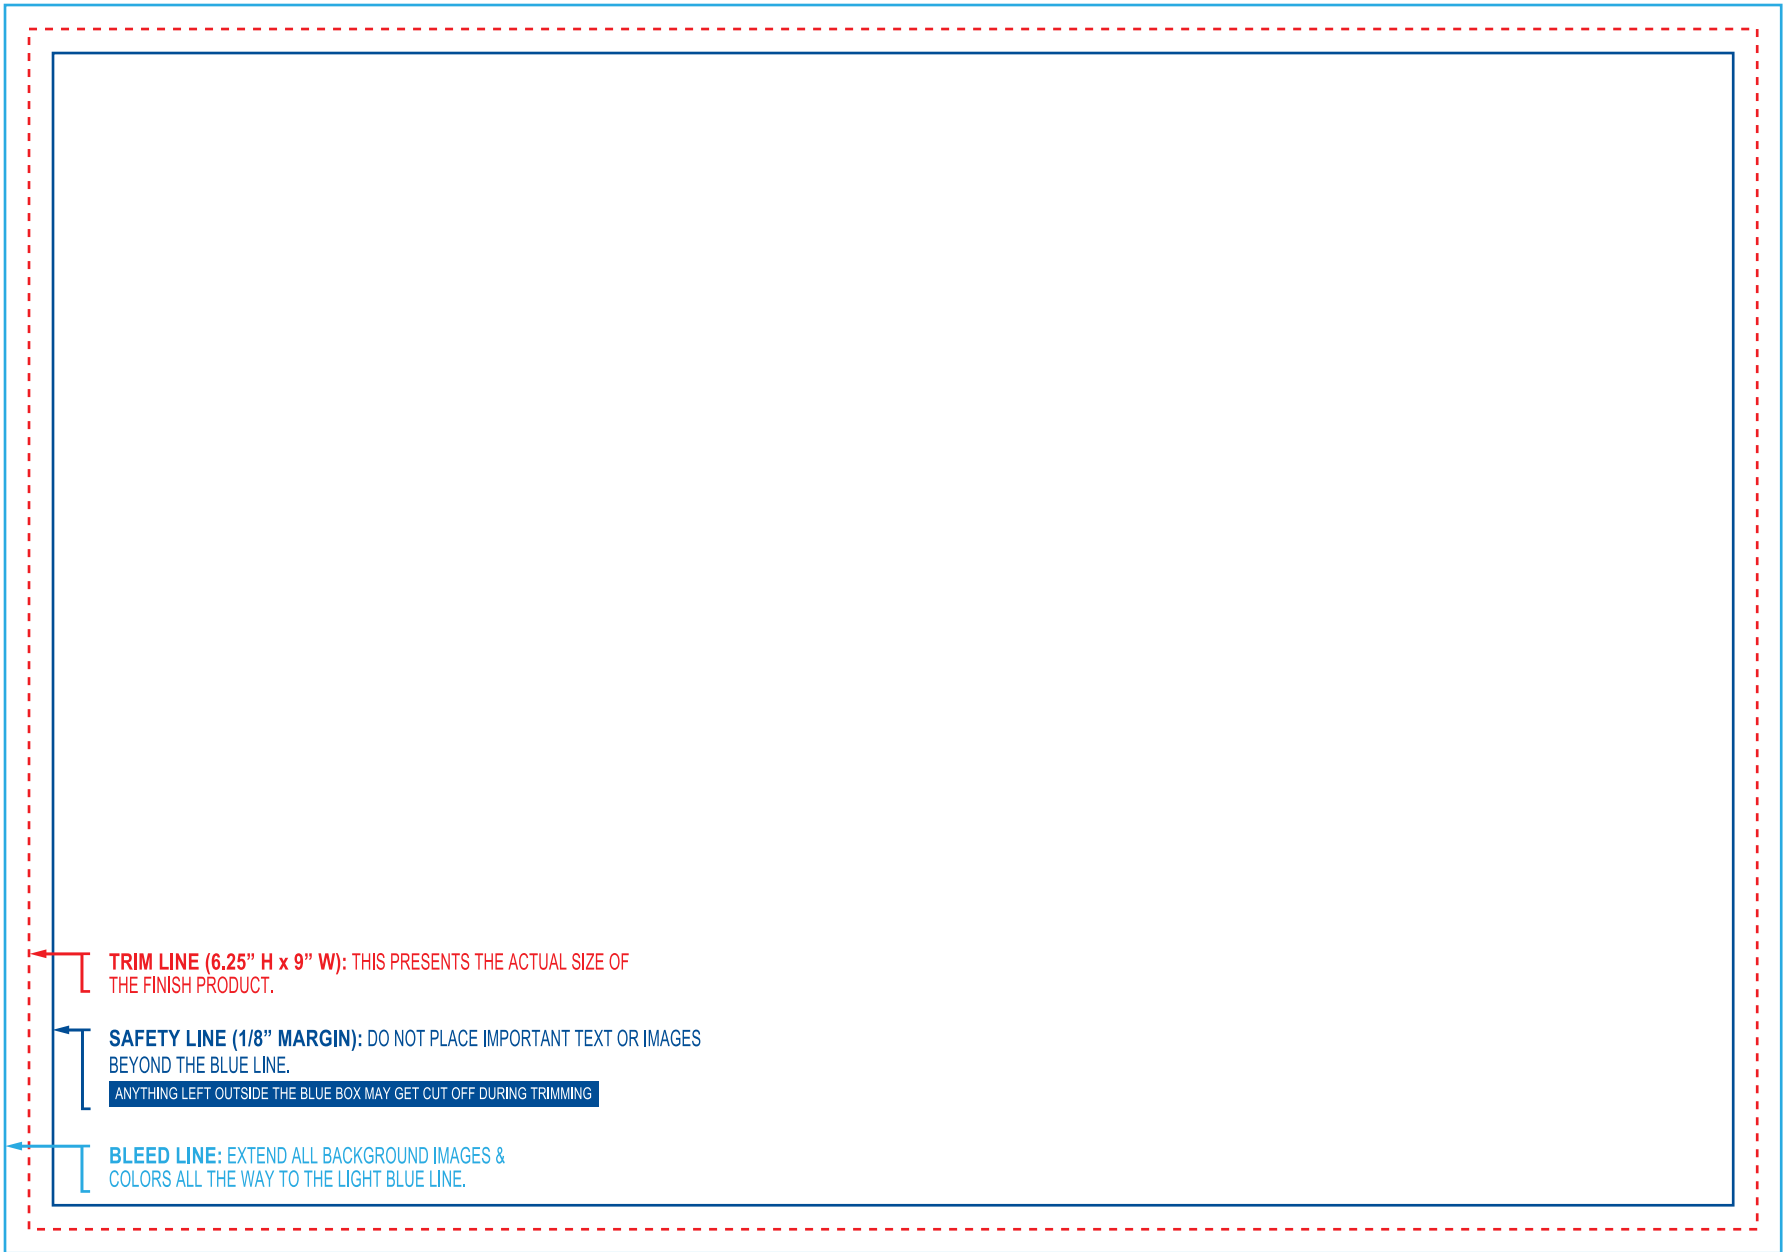 TRIM LINE (6.25” H x 9” W): THIS PRESENTS THE ACTUAL SIZE OF
THE FINISH PRODUCT.
SAFETY LINE (1/8” MARGIN): DO NOT PLACE IMPORTANT TEXT OR IMAGES
BEYOND THE BLUE LINE.
ANYTHING LEFT OUTSIDE THE BLUE BOX MAY GET CUT OFF DURING TRIMMING
BLEED LINE: EXTEND ALL BACKGROUND IMAGES &
COLORS ALL THE WAY TO THE LIGHT BLUE LINE.